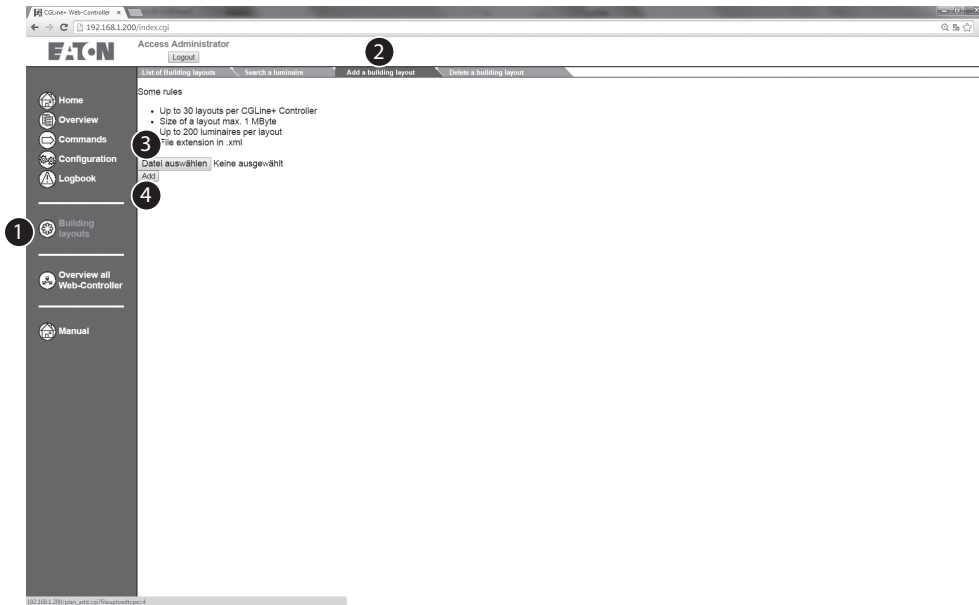 CGLine+ Web-Controller ×
192.168.1.200/index.cgi
EATON
Access Administrator
Logout
2
List of Building layouts
Search a luminaire
Add a building layout
Delete a building layout
Home
Overview
Commands
Configuration
Logbook
1
Building
layouts
Overview all
Web-Controller
Manual
Some rules
• Up to 30 layouts per CGLine+ Controller
• Size of a layout max. 1 MByte
Up to 200 luminaires per layout
3
File extension in .xml
Datei auswählen Keine ausgewählt
Add
4
192.168.1.200/plan_add.cgi?fileuploadtype=4